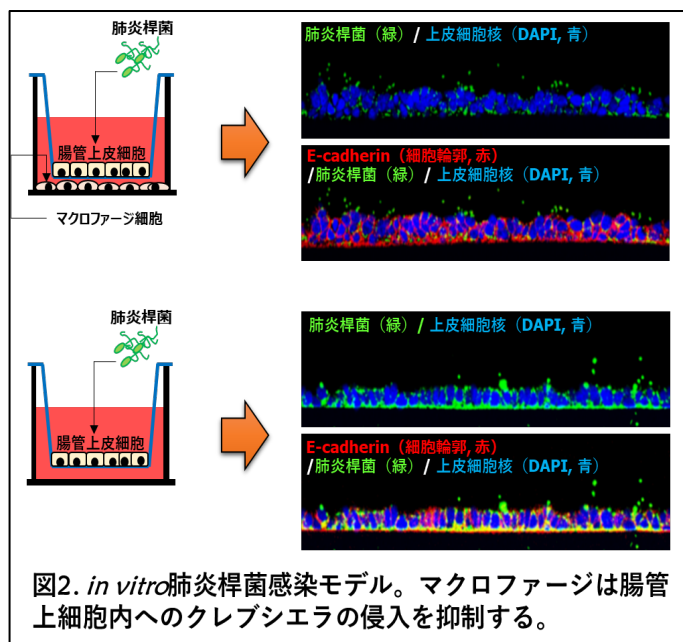 肺炎桿菌
腸管上皮細胞
マクロファージ細胞
肺炎桿菌（緑）/ 上皮細胞核（DAPI, 青）
E-cadherin（細胞輪郭, 赤）
/肺炎桿菌（緑）/ 上皮細胞核（DAPI, 青）
肺炎桿菌
腸管上皮細胞
肺炎桿菌（緑）/ 上皮細胞核（DAPI, 青）
E-cadherin（細胞輪郭, 赤）
/肺炎桿菌（緑）/ 上皮細胞核（DAPI, 青）
図2. in vitro肺炎桿菌感染モデル。マクロファージは腸管
上細胞内へのクレブシエラの侵入を抑制する。